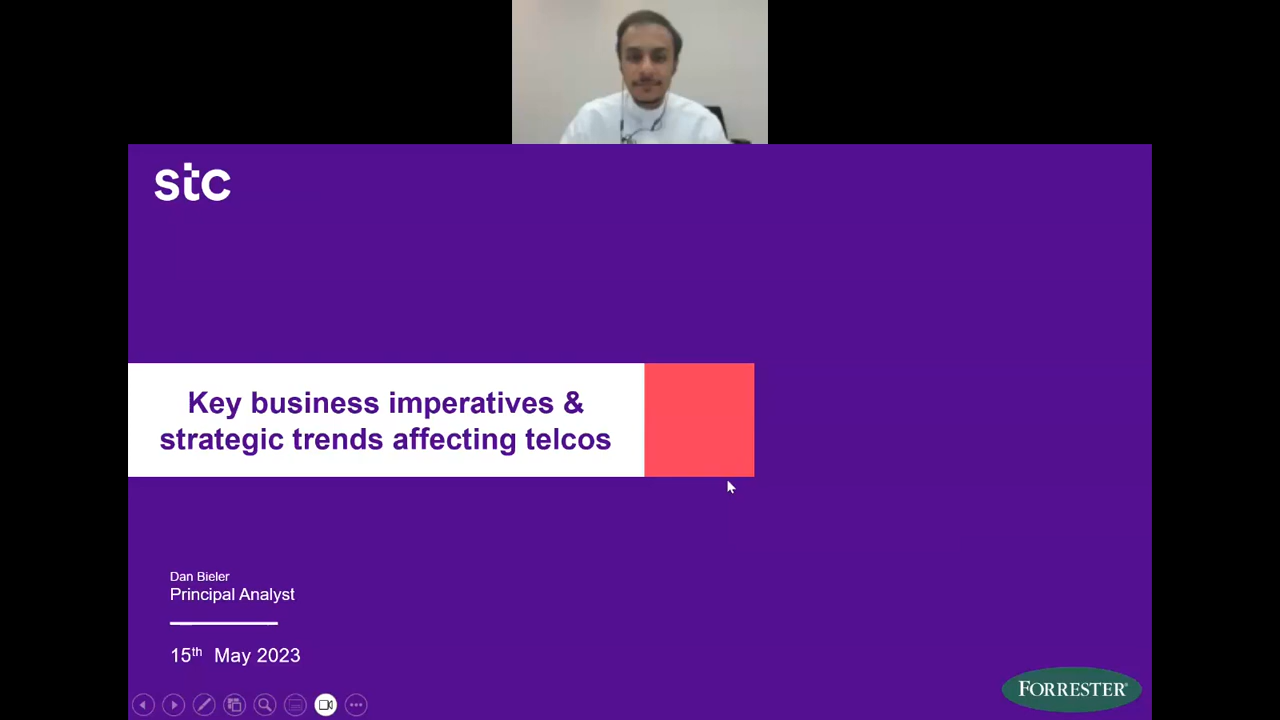 stc
Key business imperatives &
strategic trends affecting telcos
Dan Bieler
Principal Analyst
15th May 2023
FORRESTER®